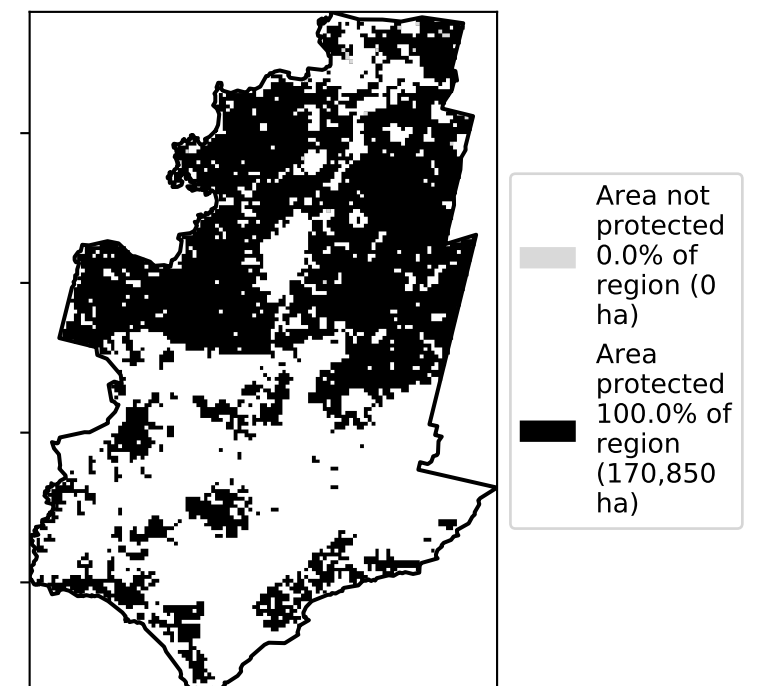 Area not
protected
0.0% of
region (0
ha)
Area
protected
100.0% of
region
(170,850
ha)